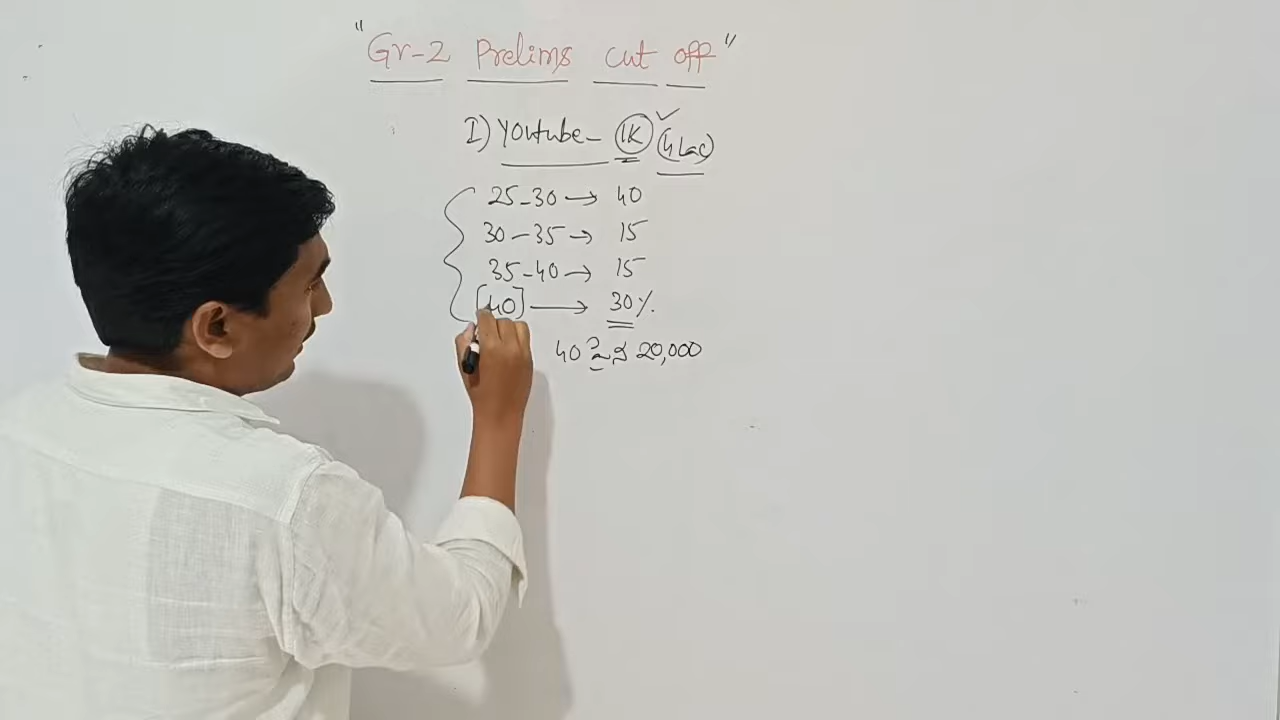 "Gr-2 Prelims cut off"
I) Youtube - 1K ✓ (4 Lac)
25-30 → 40
30-35 → 15
35-40 → 15
[40] → 30%.
40 20,000